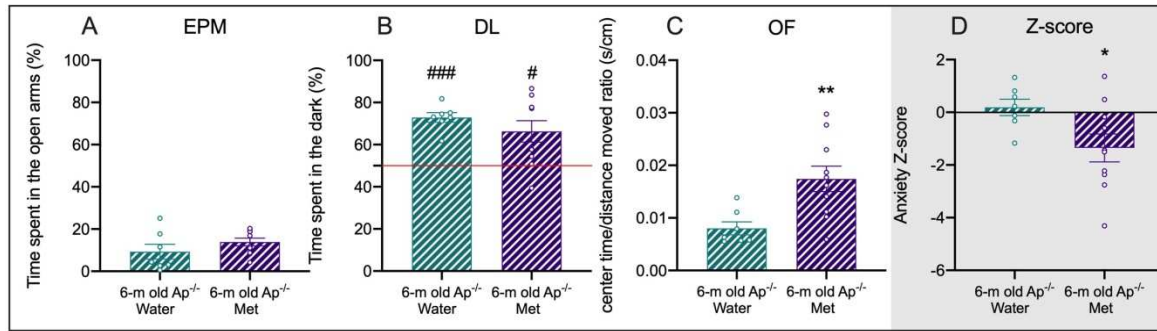 A
EPM
Time spent in the open arms (%)
100
80
60
40
20
0
6-m old Ap-/-
Water
6-m old Ap-/-
Met
B
DL
Time spent in the dark (%)
100
80
60
40
20
0
###
#
6-m old Ap-/-
Water
6-m old Ap-/-
Met
C
OF
center time/distance moved ratio (s/cm)
0.04
0.03
0.02
0.01
0.00
**
6-m old Ap-/-
Water
6-m old Ap-/-
Met
D
Z-score
Anxiety Z-score
2
0
-2
-4
-6
*
6-m old Ap-/-
Water
6-m old Ap-/-
Met